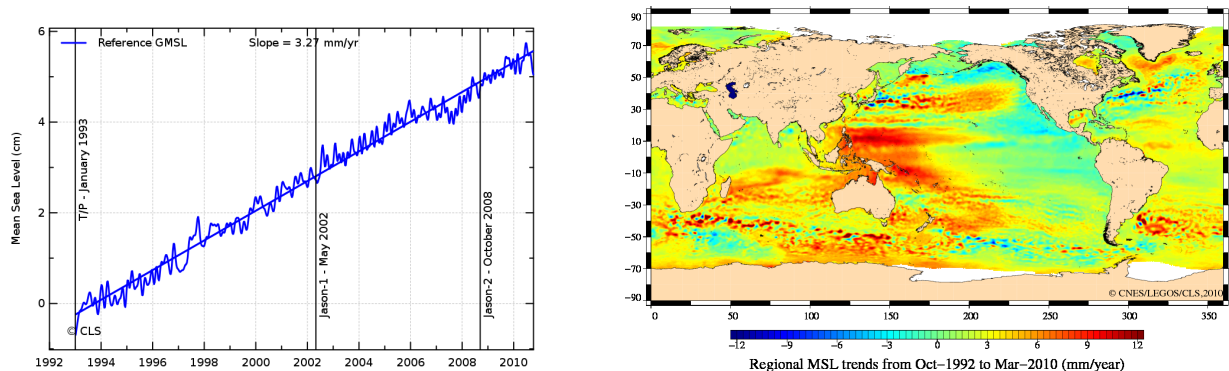 Reference GMSL
Slope = 3.27 mm/yr
Mean Sea Level (cm)
6
4
2
0
T/P - January 1993
Jason-1 - May 2002
Jason-2 - October 2008
© CLS
1992 1994 1996 1998 2000 2002 2004 2006 2008 2010
90
70
50
30
10
−10
−30
−50
−70
−90
© CNES/LEGOS/CLS,2010
0 50 100 150 200 250 300 350
−12 −9 −6 −3 0 3 6 9 12
Regional MSL trends from Oct−1992 to Mar−2010 (mm/year)